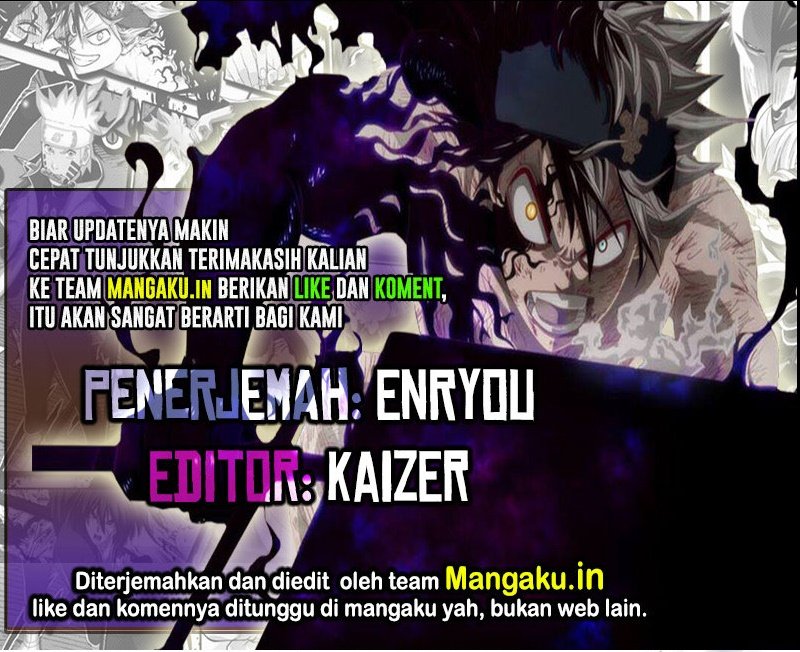 BIAR UPDATENYA MAKIN
CEPAT TUNJUKKAN TERIMAKASIH KALIAN
KE TEAM MANGAKU.IN BERIKAN LIKE DAN KOMENT,
ITU AKAN SANGAT BERARTI BAGI KAMI
PENERJEMAH: ENRYOU
EDITOR: KAIZER
Diterjemahkan dan diedit oleh team Mangaku.in
like dan komennya ditunggu di mangaku yah, bukan web lain.